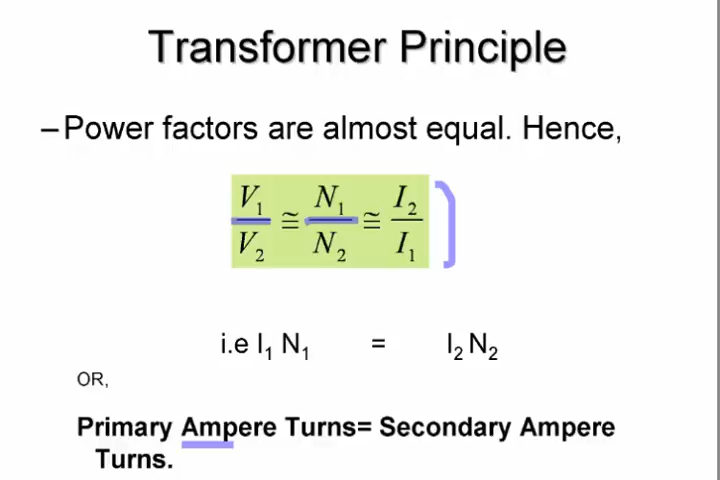 Transformer Principle
–Power factors are almost equal. Hence,
V₁/V₂ ≅ N₁/N₂ ≅ I₂/I₁
i.e I₁ N₁ = I₂ N₂
OR,
Primary Ampere Turns= Secondary Ampere
Turns.